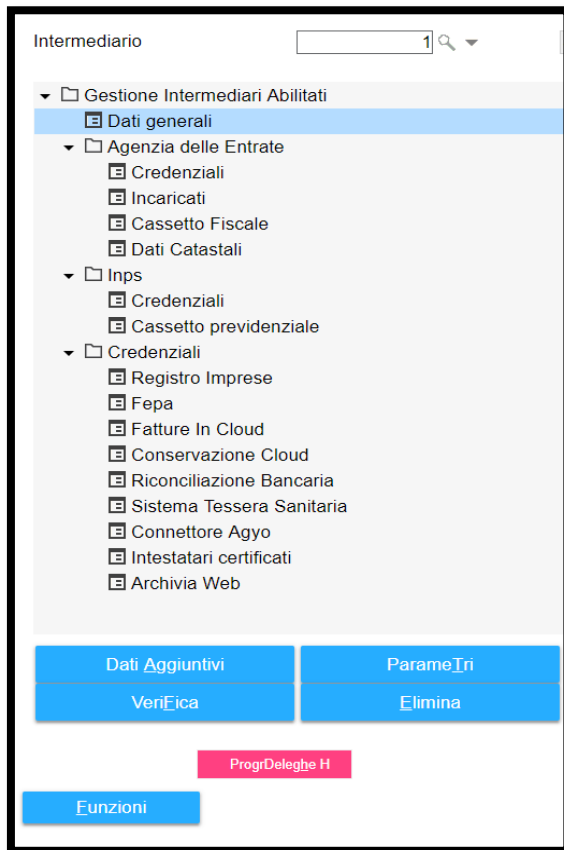 Intermediario 1
Gestione Intermediari Abilitati
Dati generali
Agenzia delle Entrate
Credenziali
Incaricati
Cassetto Fiscale
Dati Catastali
Inps
Credenziali
Cassetto previdenziale
Credenziali
Registro Imprese
Fepa
Fatture In Cloud
Conservazione Cloud
Riconciliazione Bancaria
Sistema Tessera Sanitaria
Connettore Agyo
Intestatari certificati
Archivia Web
Dati Aggiuntivi ParameTri
VeriFica Elimina
ProgrDeleghe H
Funzioni